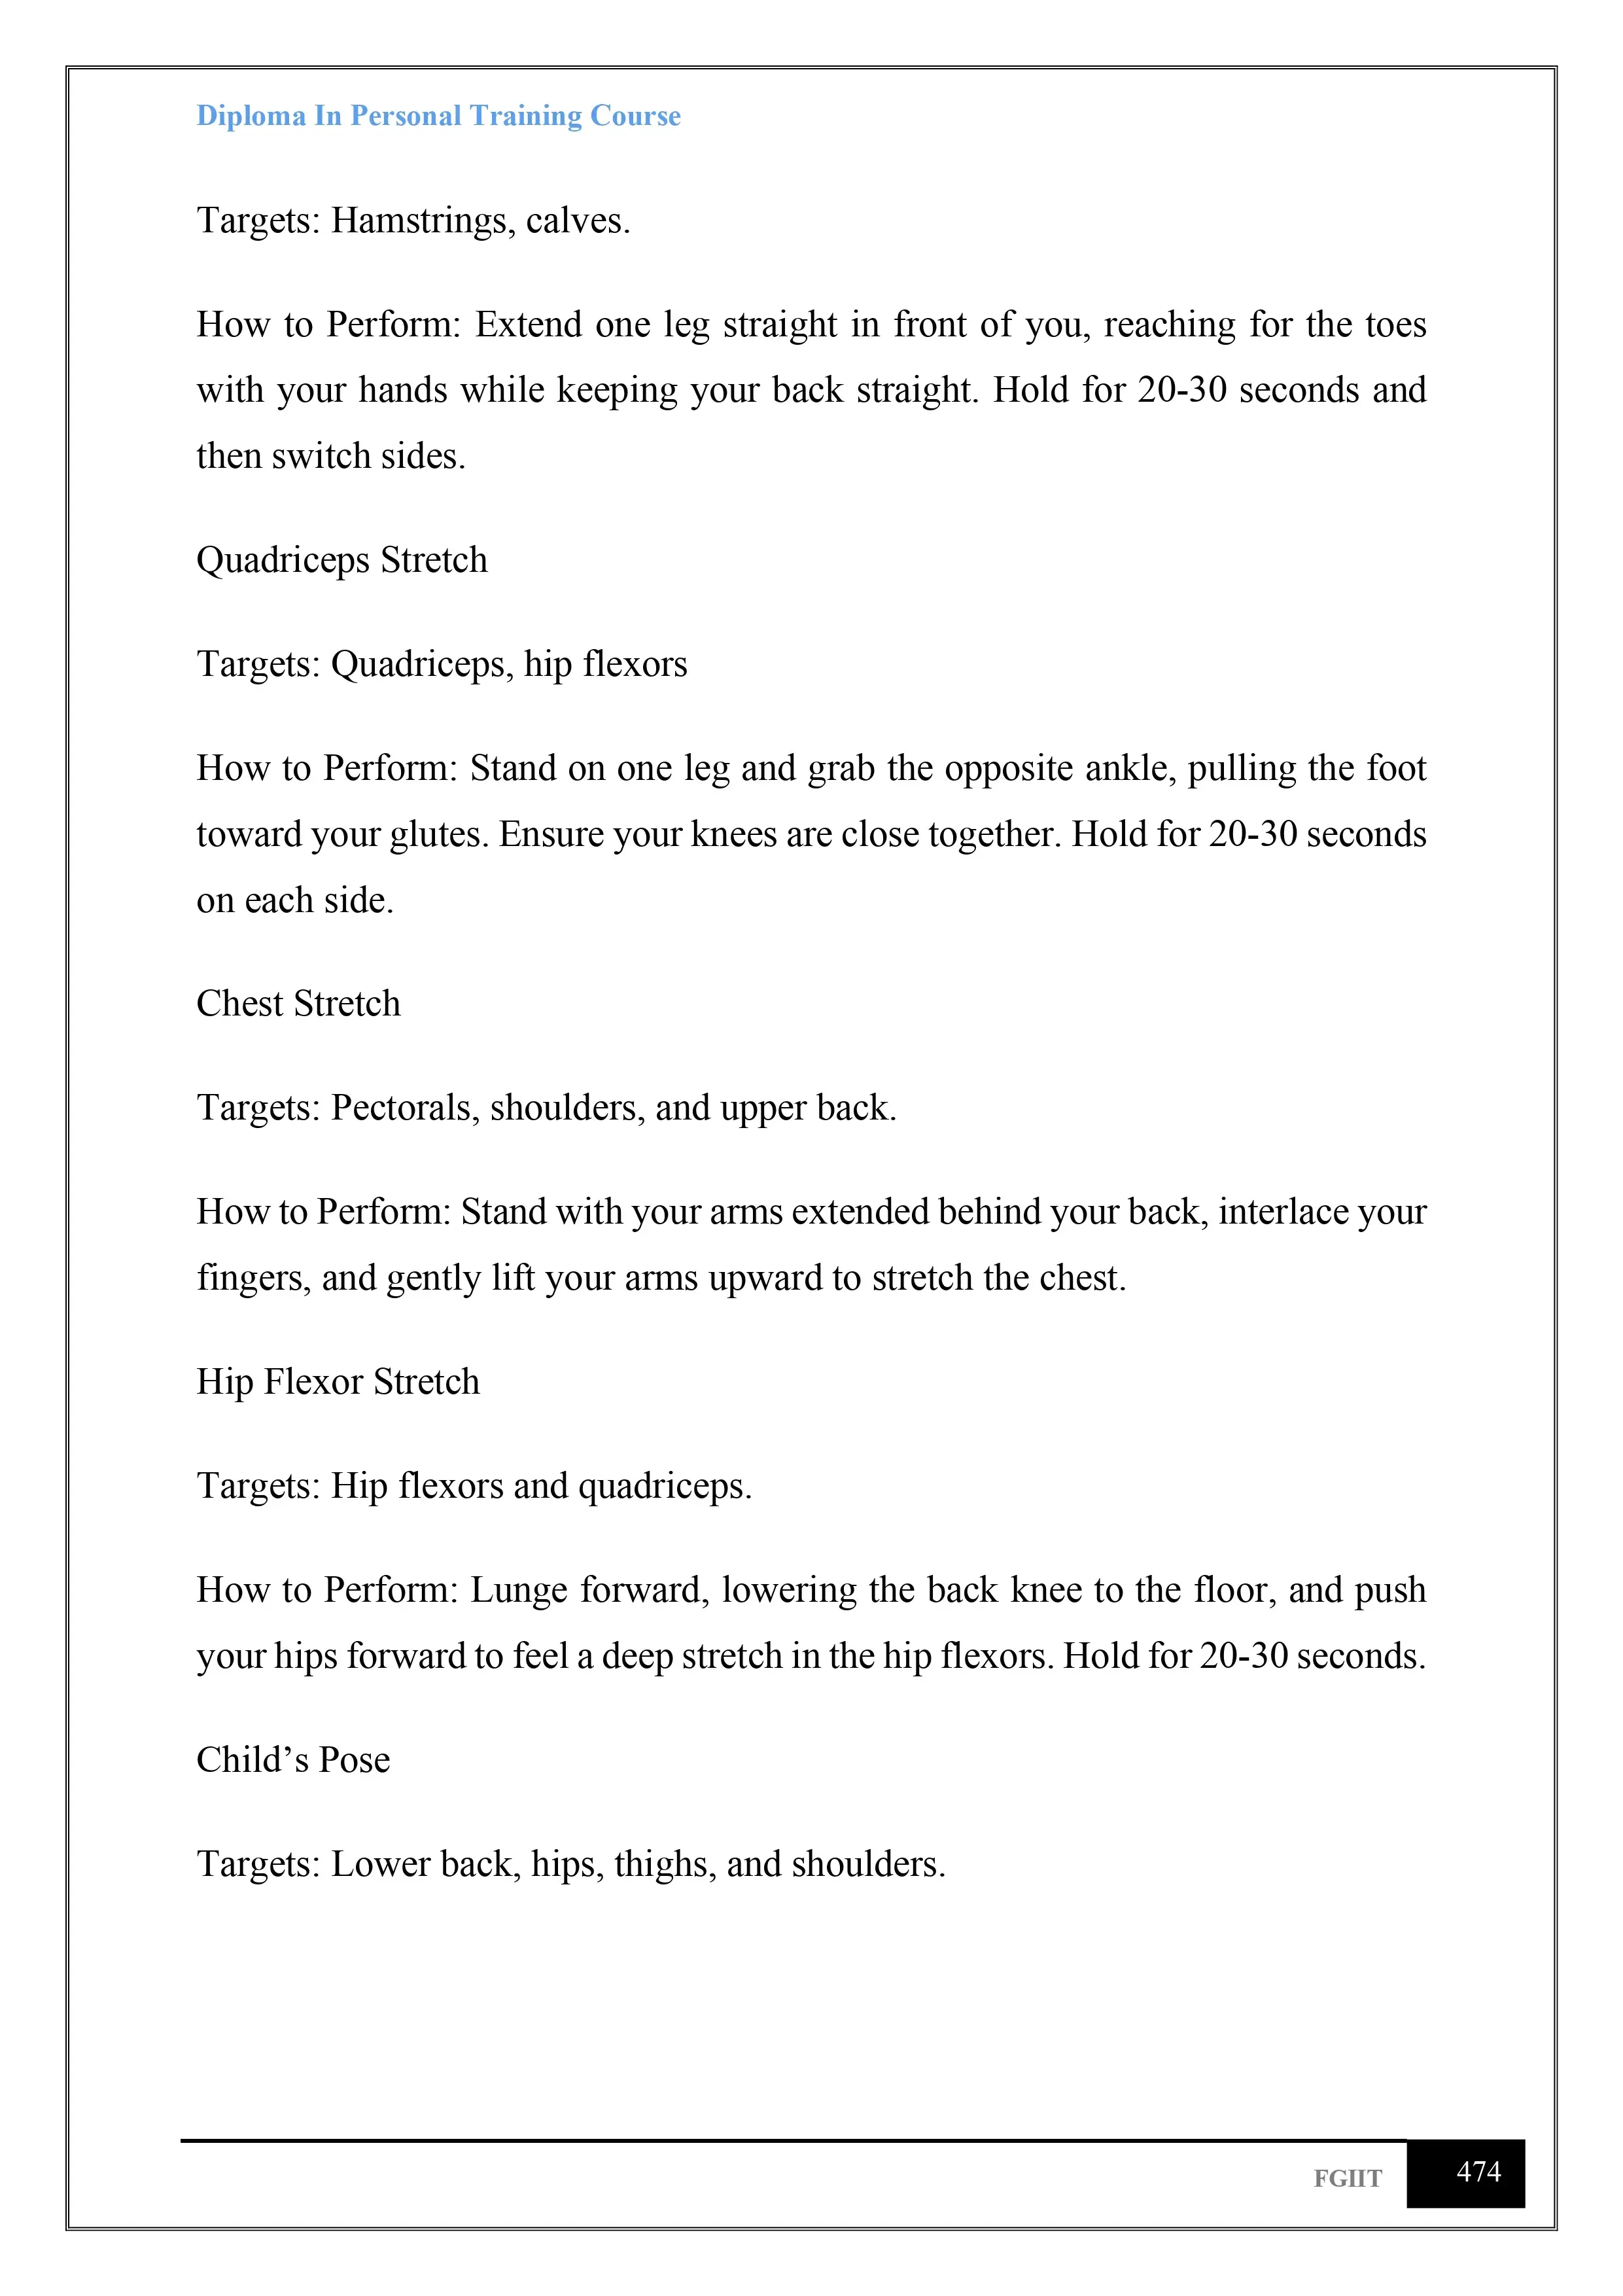 Diploma In Personal Training Course
Targets: Hamstrings, calves.
How to Perform: Extend one leg straight in front of you, reaching for the toes
with your hands while keeping your back straight. Hold for 20-30 seconds and
then switch sides.
Quadriceps Stretch
Targets: Quadriceps, hip flexors
How to Perform: Stand on one leg and grab the opposite ankle, pulling the foot
toward your glutes. Ensure your knees are close together. Hold for 20-30 seconds
on each side.
Chest Stretch
Targets: Pectorals, shoulders, and upper back.
How to Perform: Stand with your arms extended behind your back, interlace your
fingers, and gently lift your arms upward to stretch the chest.
Hip Flexor Stretch
Targets: Hip flexors and quadriceps.
How to Perform: Lunge forward, lowering the back knee to the floor, and push
your hips forward to feel a deep stretch in the hip flexors. Hold for 20-30 seconds.
Child’s Pose
Targets: Lower back, hips, thighs, and shoulders.
FGIIT 474